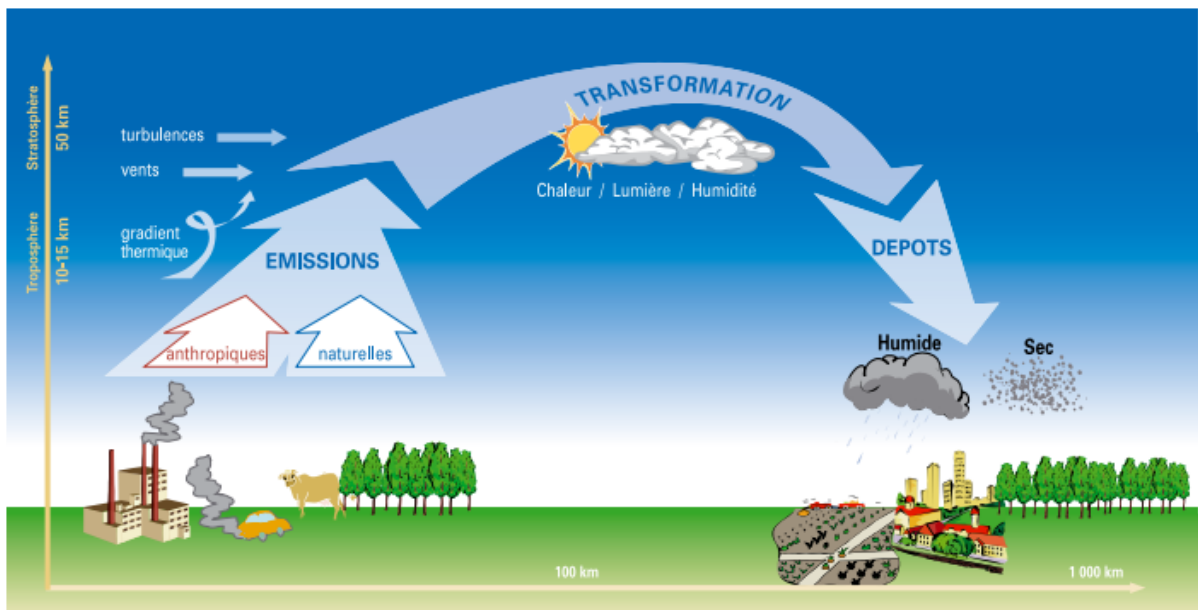 Stratosphère
50 km
Troposphère
10-15 km
turbulences
vents
gradient
thermique
EMISSIONS
anthropiques
naturelles
TRANSFORMATION
Chaleur / Lumière / Humidité
DEPOTS
Humide
Sec
100 km
1 000 km